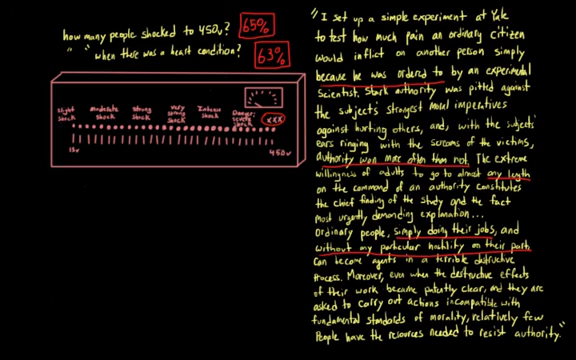 how many people shocked to 450v? 65%
" " when there was a heart condition? 63%
Slight shock
Moderate shock
Strong shock
very strong shock
Intense shock
Danger: severe shock
XXX
15v
450v
"I set up a simple experiment at Yale
to test how much pain an ordinary citizen
would inflict on another person simply
because he was ordered to by an experimental
scientist. Stark authority was pitted against
the subject's strongest moral imperatives
against hurting others, and, with the subjects'
ears ringing with the screams of the victims,
authority won more often than not. The extreme
willingness of adults to go to almost any length
on the command of an authority constitutes
the chief finding of the study and the fact
most urgently demanding explanation...
Ordinary people, simply doing their jobs, and
without any particular hostility on their part,
can become agents in a terrible destructive
process. Moreover, even when the destructive effects
of their work become patently clear, and they are
asked to carry out actions incompatible with
fundamental standards of morality, relatively few
people have the resources needed to resist authority."